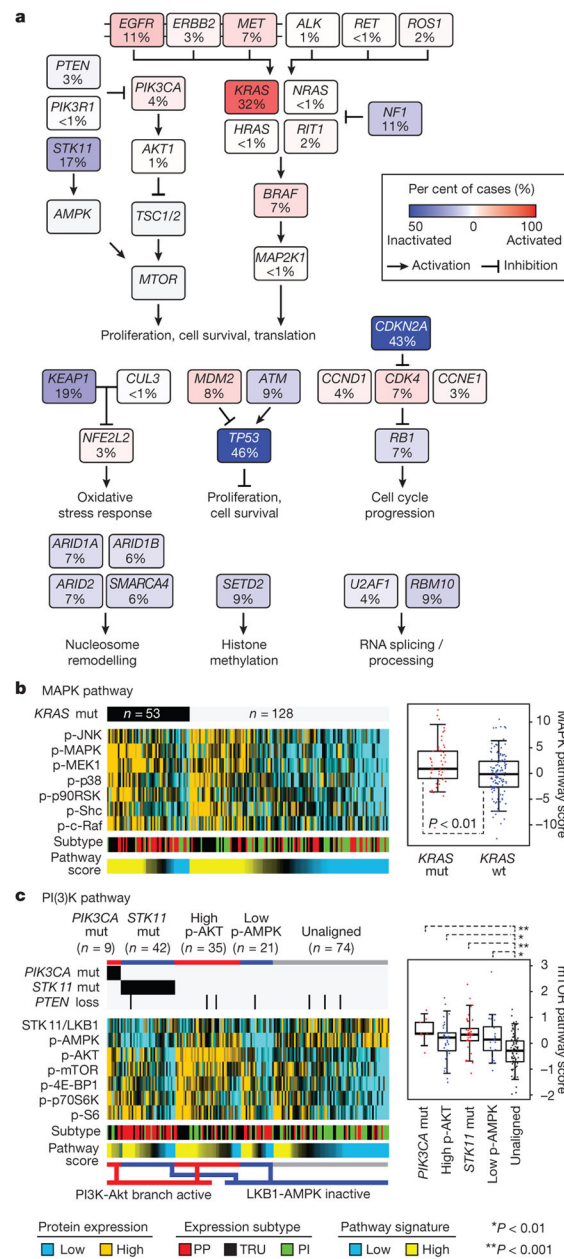 a
EGFR ERBB2 MET ALK RET ROS1
11% 3% 7% 1% <1% 2%
PTEN
3%
PIK3CA
4%
KRAS
32%
NRAS
<1%
PIK3R1
<1%
NF1
11%
HRAS
<1%
RIT1
2%
STK11
17%
AKT1
1%
BRAF
7%
Per cent of cases (%)
50 0 100
Inactivated Activated
Activation Inhibition
AMPK
TSC1/2
MAP2K1
<1%
MTOR
Proliferation, cell survival, translation
CDKN2A
43%
KEAP1
19%
CUL3
<1%
MDM2
8%
ATM
9%
CCND1
4%
CDK4
7%
CCNE1
3%
NFE2L2
3%
TP53
46%
RB1
7%
Oxidative
stress response
Proliferation,
cell survival
Cell cycle
progression
ARID1A
7%
ARID1B
6%
ARID2
7%
SMARCA4
6%
SETD2
9%
U2AF1
4%
RBM10
9%
Nucleosome
remodelling
Histone
methylation
RNA splicing /
processing
b MAPK pathway
KRAS mut n = 53 n = 128
p-JNK
p-MAPK
p-MEK1
p-p38
p-p90RSK
p-Shc
p-c-Raf
Subtype
Pathway
score
10
5
0
−5
−10
MAPK pathway score
P < 0.01
KRAS
mut
KRAS
wt
c PI(3)K pathway
PIK3CA
mut
(n = 9)
STK11
mut
(n = 42)
High
p-AKT
(n = 35)
Low
p-AMPK
(n = 21)
Unaligned
(n = 74)
PIK3CA mut
STK11 mut
PTEN loss
STK11/LKB1
p-AMPK
p-AKT
p-mTOR
p-4E-BP1
p-p70S6K
p-S6
Subtype
Pathway
score
PI3K-Akt branch active
LKB1-AMPK inactive
**
*
**
*
3
2
1
0
−1
−2
mTOR pathway score
PIK3CA mut
High p-AKT
STK11 mut
Low p-AMPK
Unaligned
Protein expression
Low High
Expression subtype
PP TRU PI
Pathway signature
Low High
*P < 0.01
**P < 0.001